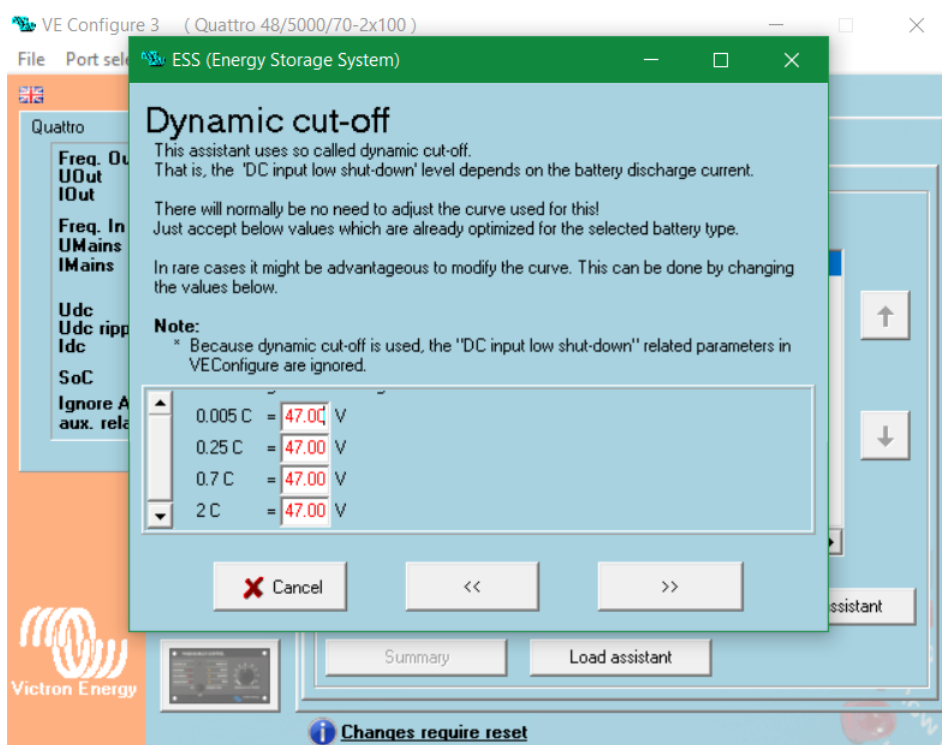 VE Configure 3 ( Quattro 48/5000/70-2x100 )
File Port sele
ESS (Energy Storage System)
Quattro
Freq. Ou
UOut
IOut
Freq. In
UMains
IMains
Udc
Udc ripp
Idc
SoC
Ignore A
aux. rela
Dynamic cut-off
This assistant uses so called dynamic cut-off.
That is, the 'DC input low shut-down' level depends on the battery discharge current.
There will normally be no need to adjust the curve used for this!
Just accept below values which are already optimized for the selected battery type.
In rare cases it might be advantageous to modify the curve. This can be done by changing
the values below.
Note:
* Because dynamic cut-off is used, the "DC input low shut-down" related parameters in
VEConfigure are ignored.
0.005 C = 47.00 V
0.25 C = 47.00 V
0.7 C = 47.00 V
2 C = 47.00 V
Cancel << >>
ssistant
Summary Load assistant
Victron Energy
Changes require reset